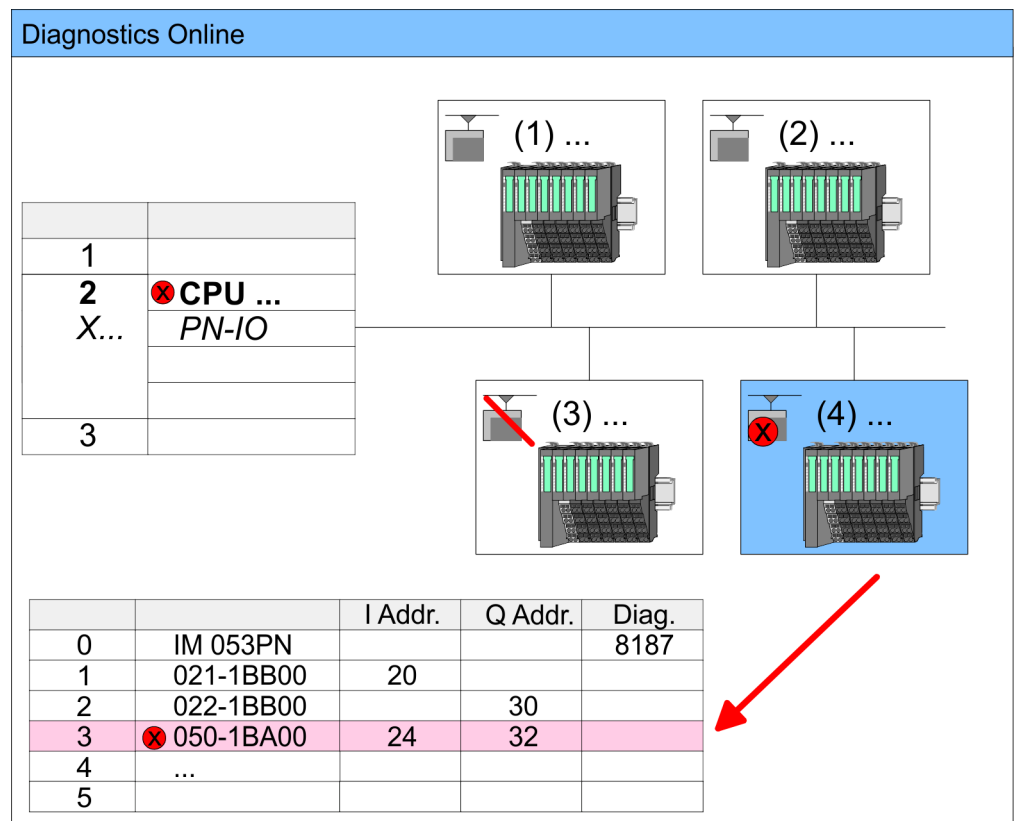 Diagnostics Online
(1) ...
(2) ...
1
2 X CPU ...
X... PN-IO
3
(3) ...
X (4) ...
I Addr. Q Addr. Diag.
0 IM 053PN 8187
1 021-1BB00 20
2 022-1BB00 30
3 X 050-1BA00 24 32
4 ...
5